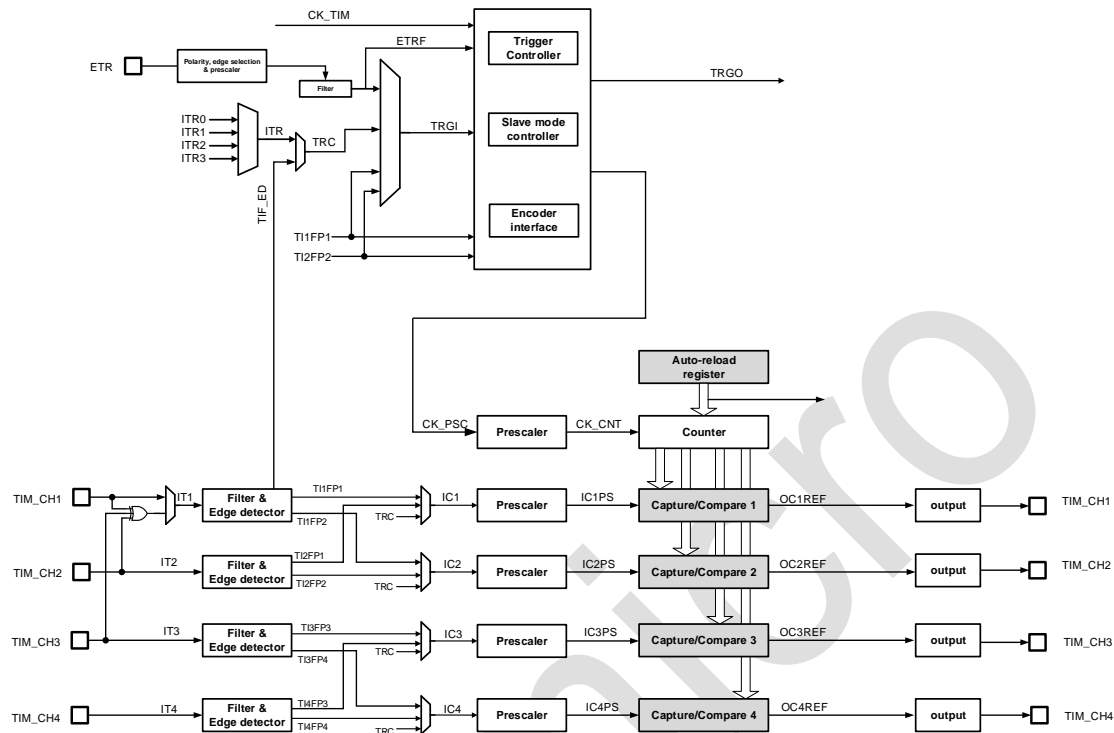 CK_TIM
ETRF
Trigger
Controller
ETR
Polarity, edge selection
& prescaler
Filter
TRGO
ITR0
ITR1
ITR2
ITR3
ITR
TRC
TRGI
Slave mode
controller
TIF_ED
Encoder
interface
TI1FP1
TI2FP2
Auto-reload
register
CK_PSC
Prescaler
CK_CNT
Counter
TIM_CH1
IT1
Filter &
Edge detector
TI1FP1
TI1FP2
TRC
IC1
Prescaler
IC1PS
Capture/Compare 1
OC1REF
output
TIM_CH1
TIM_CH2
IT2
Filter &
Edge detector
TI2FP1
TI2FP2
TRC
IC2
Prescaler
IC2PS
Capture/Compare 2
OC2REF
output
TIM_CH2
TIM_CH3
IT3
Filter &
Edge detector
TI3FP3
TI3FP4
TRC
IC3
Prescaler
IC3PS
Capture/Compare 3
OC3REF
output
TIM_CH3
TIM_CH4
IT4
Filter &
Edge detector
TI4FP3
TI4FP4
TRC
IC4
Prescaler
IC4PS
Capture/Compare 4
OC4REF
output
TIM_CH4
micro